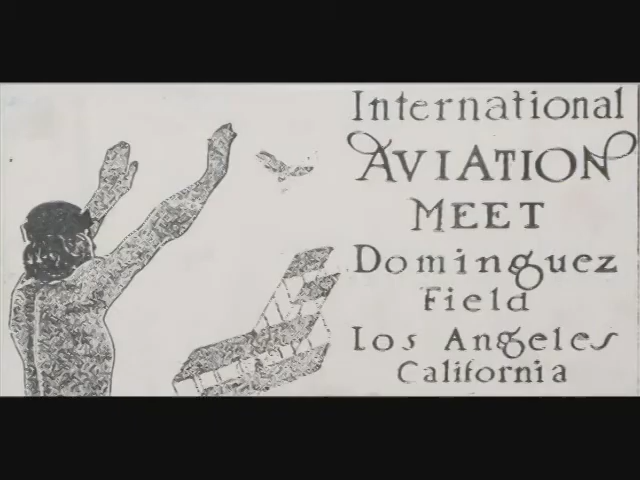 International
AVIATION
MEET
Dominguez
Field
Los Angeles
California